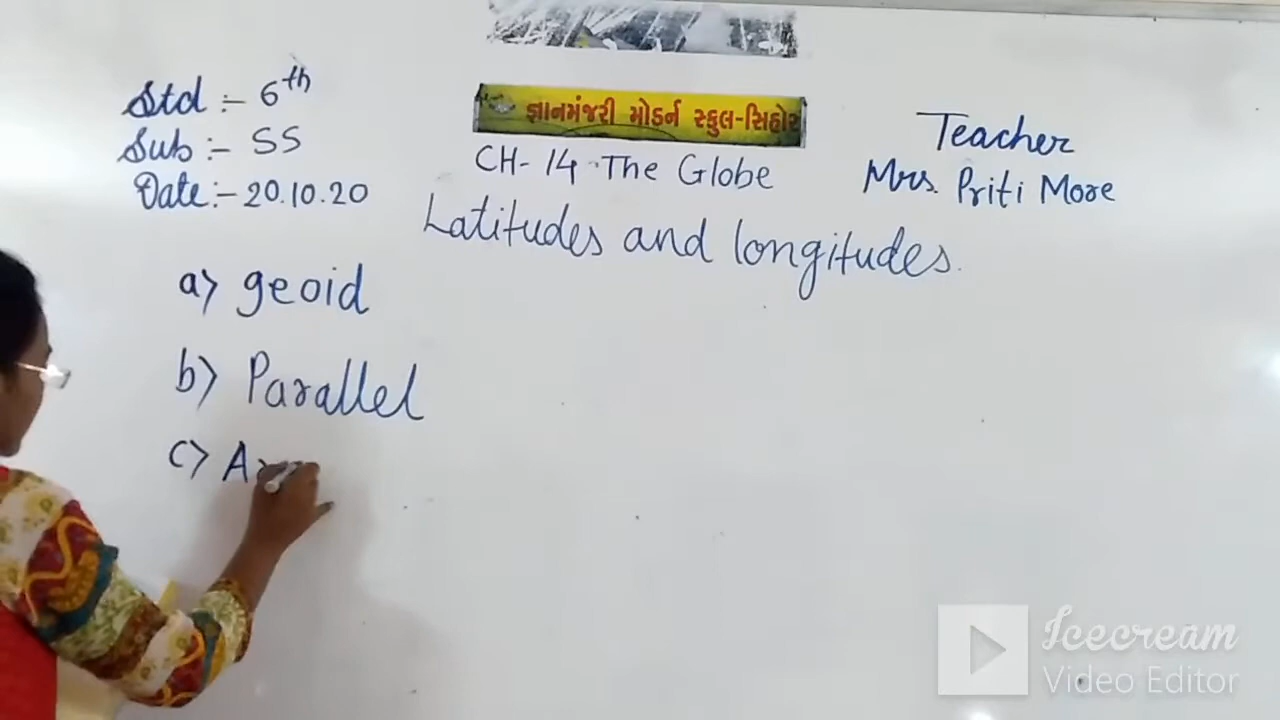 Std :- 6th
Sub :- SS
Date :- 20.10.20
જ્ઞાનમંજરી મોડર્ન સ્કુલ-સિહોર
CH- 14 The Globe
Latitudes and longitudes.
Teacher
Mrs. Priti More
a) geoid
b) Parallel
c)
Icecream
Video Editor